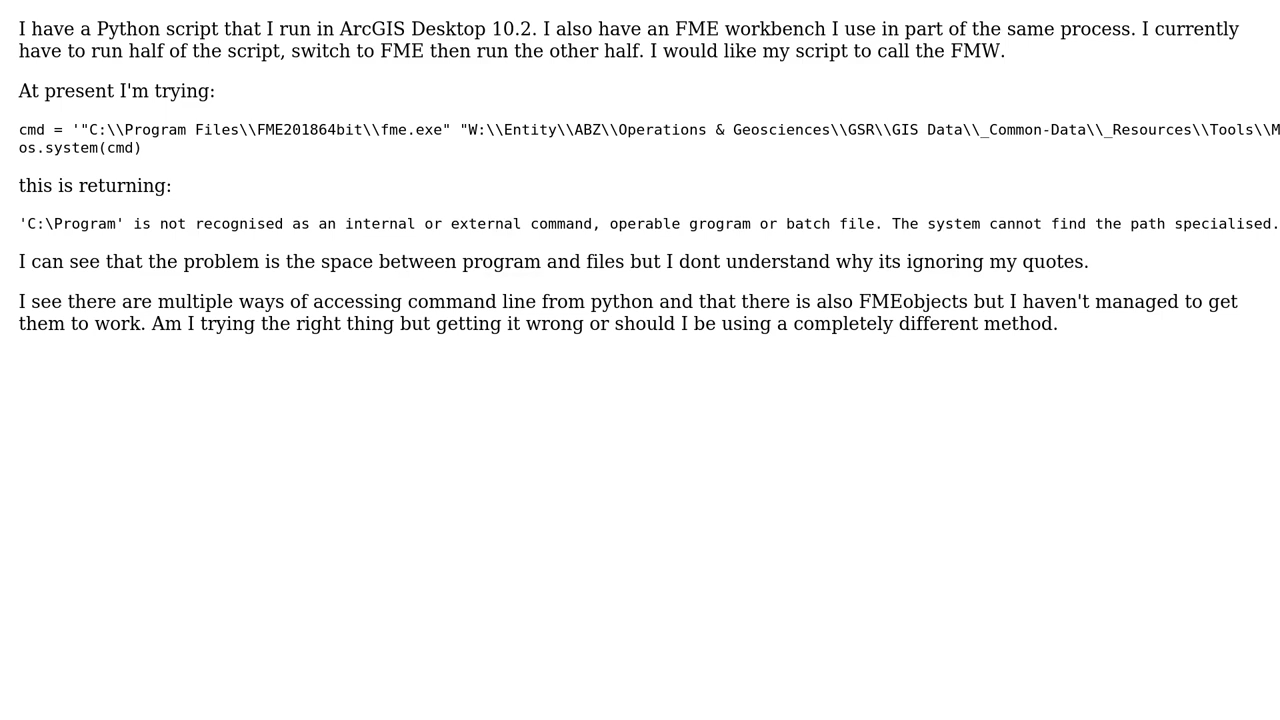 I have a Python script that I run in ArcGIS Desktop 10.2. I also have an FME workbench I use in part of the same process. I currently
have to run half of the script, switch to FME then run the other half. I would like my script to call the FMW.
At present I'm trying:
cmd = '"C:\\Program Files\\FME201864bit\\fme.exe" "W:\\Entity\\ABZ\\Operations & Geosciences\\GSR\\GIS Data\\_Common-Data\\_Resources\\Tools\\M
os.system(cmd)
this is returning:
'C:\Program' is not recognised as an internal or external command, operable grogram or batch file. The system cannot find the path specialised.
I can see that the problem is the space between program and files but I dont understand why its ignoring my quotes.
I see there are multiple ways of accessing command line from python and that there is also FMEobjects but I haven't managed to get
them to work. Am I trying the right thing but getting it wrong or should I be using a completely different method.